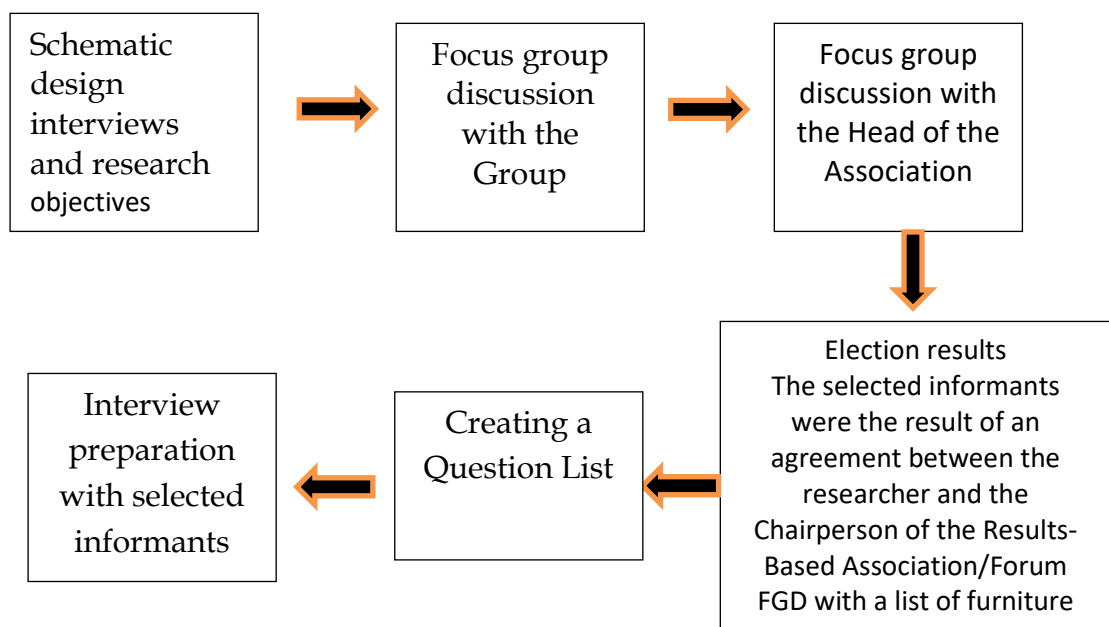 Schematic
design
interviews
and research
objectives
Focus group
discussion
with the
Group
Focus group
discussion with
the Head of the
Association
Election results
The selected informants
were the result of an
agreement between the
researcher and the
Chairperson of the Results-
Based Association/Forum
FGD with a list of furniture
Creating a
Question List
Interview
preparation
with selected
informants